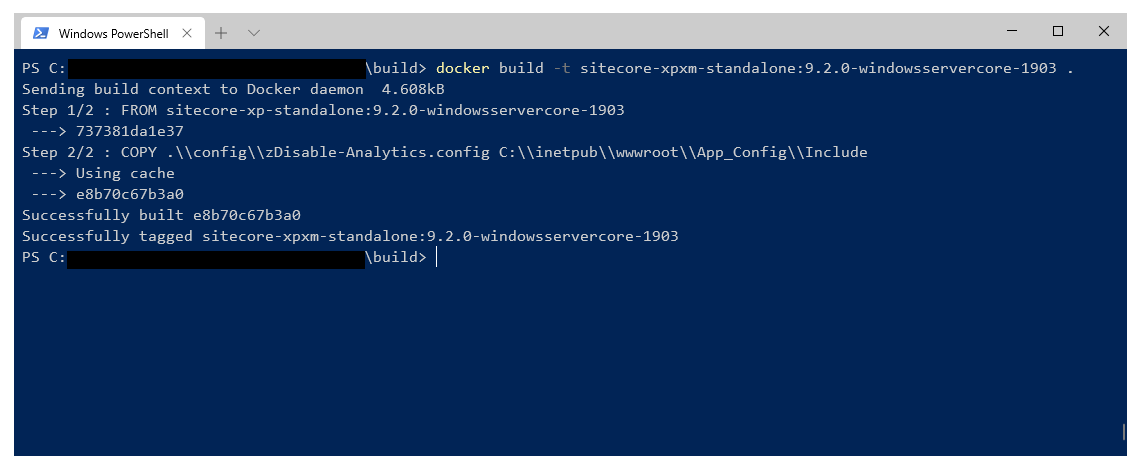 Windows PowerShell
PS C:\build> docker build -t sitecore-xpxm-standalone:9.2.0-windowsservercore-1903 .
Sending build context to Docker daemon  4.608kB
Step 1/2 : FROM sitecore-xp-standalone:9.2.0-windowsservercore-1903
 ---> 737381da1e37
Step 2/2 : COPY .\\config\\zDisable-Analytics.config C:\\inetpub\\wwwroot\\App_Config\\Include
 ---> Using cache
 ---> e8b70c67b3a0
Successfully built e8b70c67b3a0
Successfully tagged sitecore-xpxm-standalone:9.2.0-windowsservercore-1903
PS C:\build>